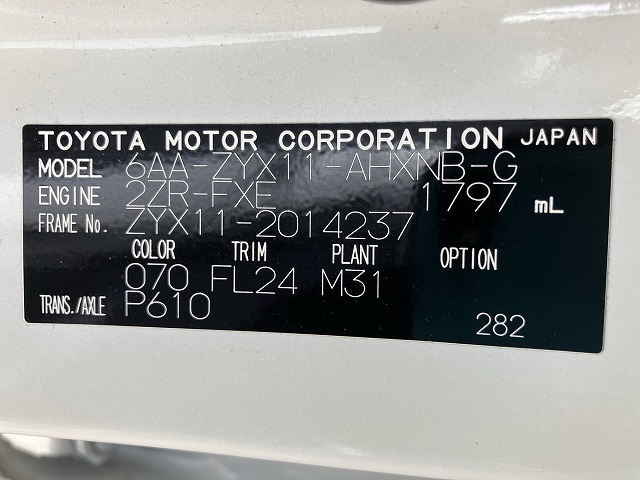 TOYOTA MOTOR CORPORATION JAPAN
MODEL 6AA-ZYX11-AHXNB-G
ENGINE 2ZR-FXE 1797 mL
FRAME No. ZYX11-2014237
COLOR TRIM PLANT OPTION
070 FL24 M31
TRANS./AXLE P610
282